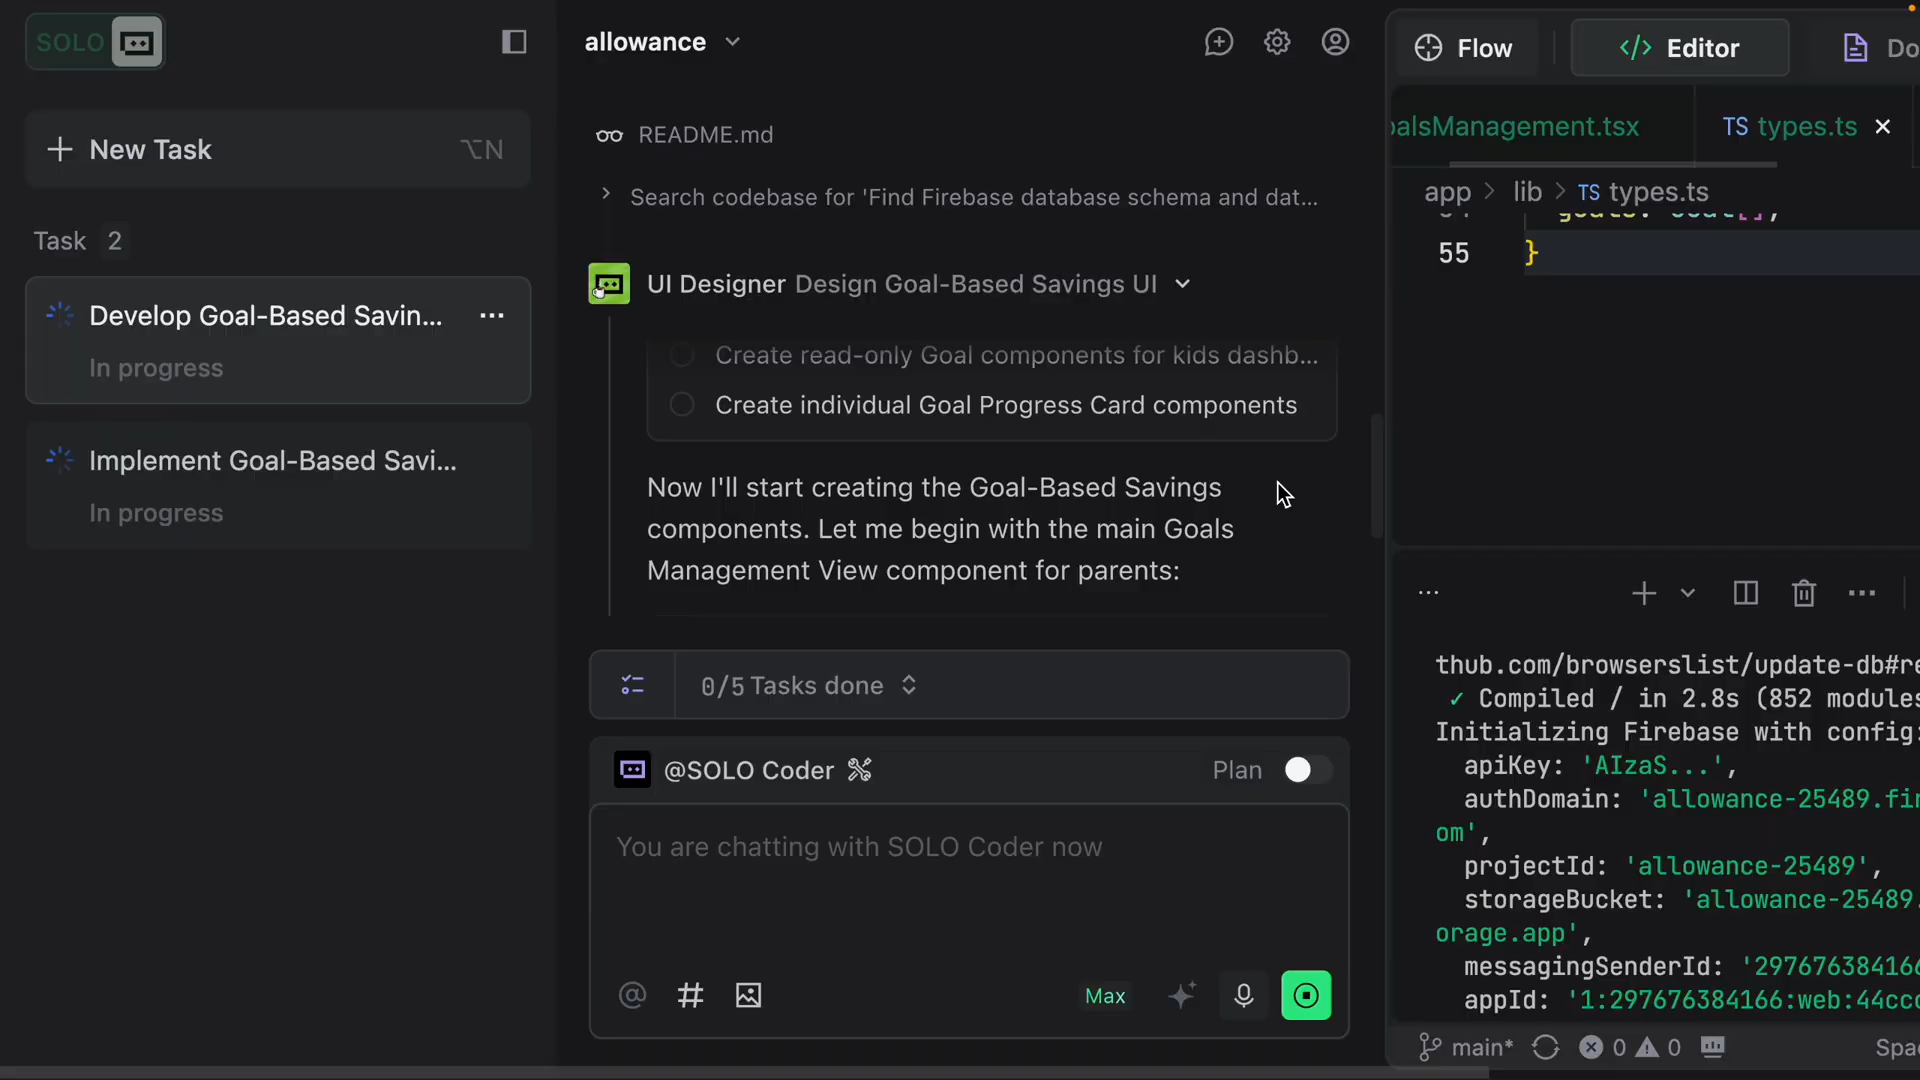 SOLO
New Task
⌥N
Task 2
Develop Goal-Based Savin... ...
In progress
Implement Goal-Based Savi...
In progress
allowance
README.md
Search codebase for 'Find Firebase database schema and dat...
UI Designer Design Goal-Based Savings UI
Create read-only Goal components for kids dashb...
Create individual Goal Progress Card components
Now I'll start creating the Goal-Based Savings
components. Let me begin with the main Goals
Management View component for parents:
0/5 Tasks done
@SOLO Coder
Plan
You are chatting with SOLO Coder now
@ #
Max
Flow
</> Editor
Do
oalsManagement.tsx
TS types.ts
app > lib > TS types.ts
55 }
thub.com/browserslist/update-db#re
✓ Compiled / in 2.8s (852 modules
Initializing Firebase with config:
apiKey: 'AIzaS...',
authDomain: 'allowance-25489.fir
om',
projectId: 'allowance-25489',
storageBucket: 'allowance-25489.
orage.app',
messagingSenderId: '297676384166
appId: '1:297676384166:web:44ccc
main* 0 0
Spac